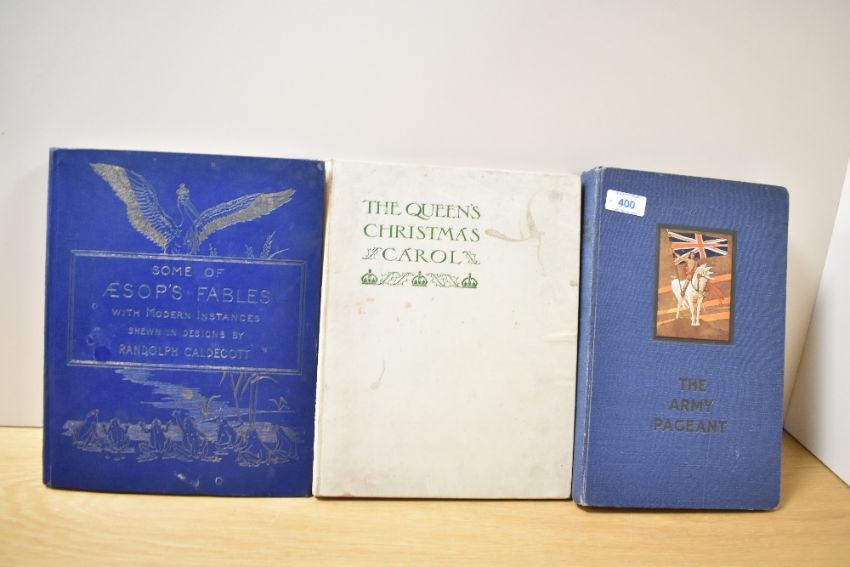 SOME OF
ÆSOP'S FABLES
WITH MODERN INSTANCES
SHEWN IN DESIGNS BY
RANDOLPH CALDECOTT
THE QUEEN'S
CHRISTMAS
CAROL
400
THE
ARMY
PAGEANT